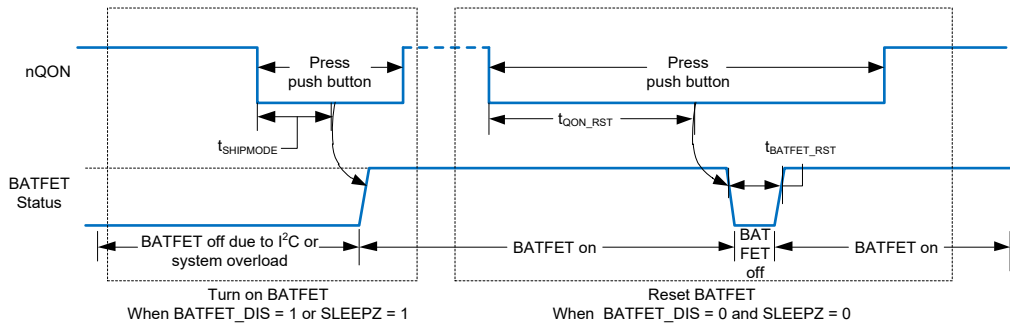 nQON
Press
push button
Press
push button
tSHIPMODE
tQON_RST
tBATFET_RST
BATFET
Status
BATFET off due to I²C or
system overload
BATFET on
BAT
FET
off
BATFET on
Turn on BATFET
When BATFET_DIS = 1 or SLEEPZ = 1
Reset BATFET
When BATFET_DIS = 0 and SLEEPZ = 0